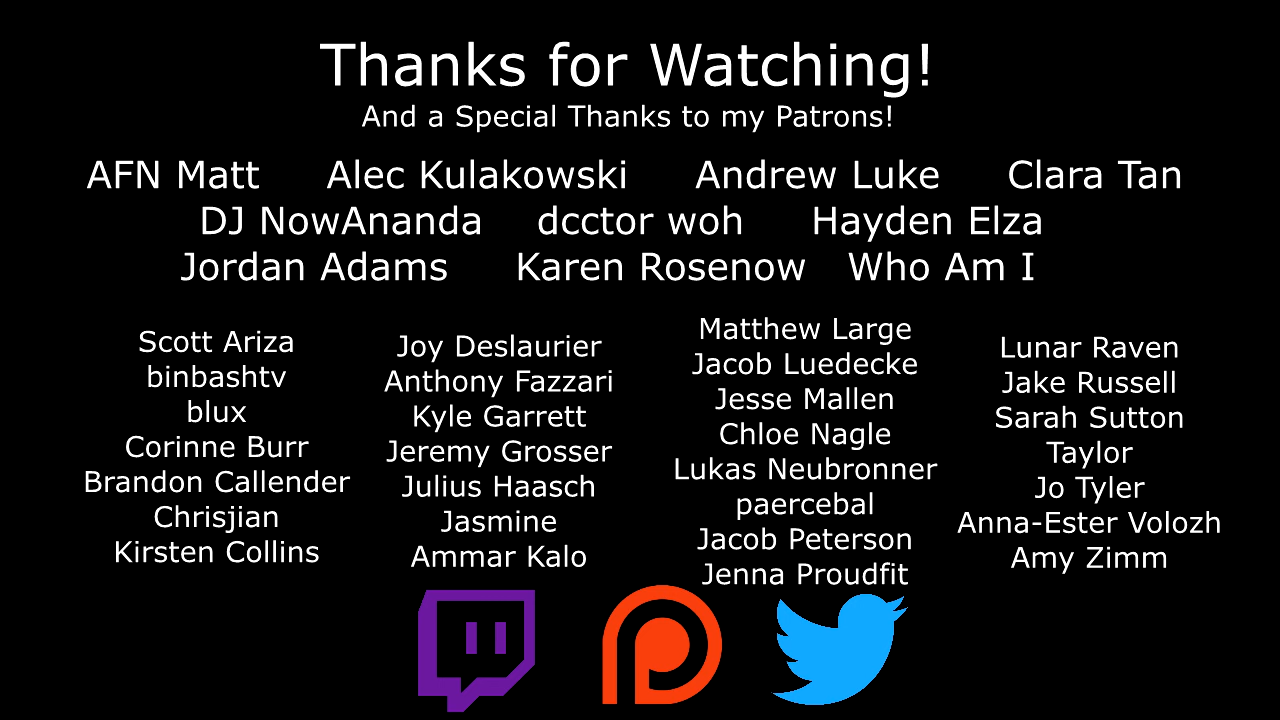 Thanks for Watching!
And a Special Thanks to my Patrons!
AFN Matt Alec Kulakowski Andrew Luke Clara Tan
DJ NowAnanda dcctor woh Hayden Elza
Jordan Adams Karen Rosenow Who Am I
Scott Ariza
binbashtv
blux
Corinne Burr
Brandon Callender
Chrisjian
Kirsten Collins
Joy Deslaurier
Anthony Fazzari
Kyle Garrett
Jeremy Grosser
Julius Haasch
Jasmine
Ammar Kalo
Matthew Large
Jacob Luedecke
Jesse Mallen
Chloe Nagle
Lukas Neubronner
paercebal
Jacob Peterson
Jenna Proudfit
Lunar Raven
Jake Russell
Sarah Sutton
Taylor
Jo Tyler
Anna-Ester Volozh
Amy Zimm